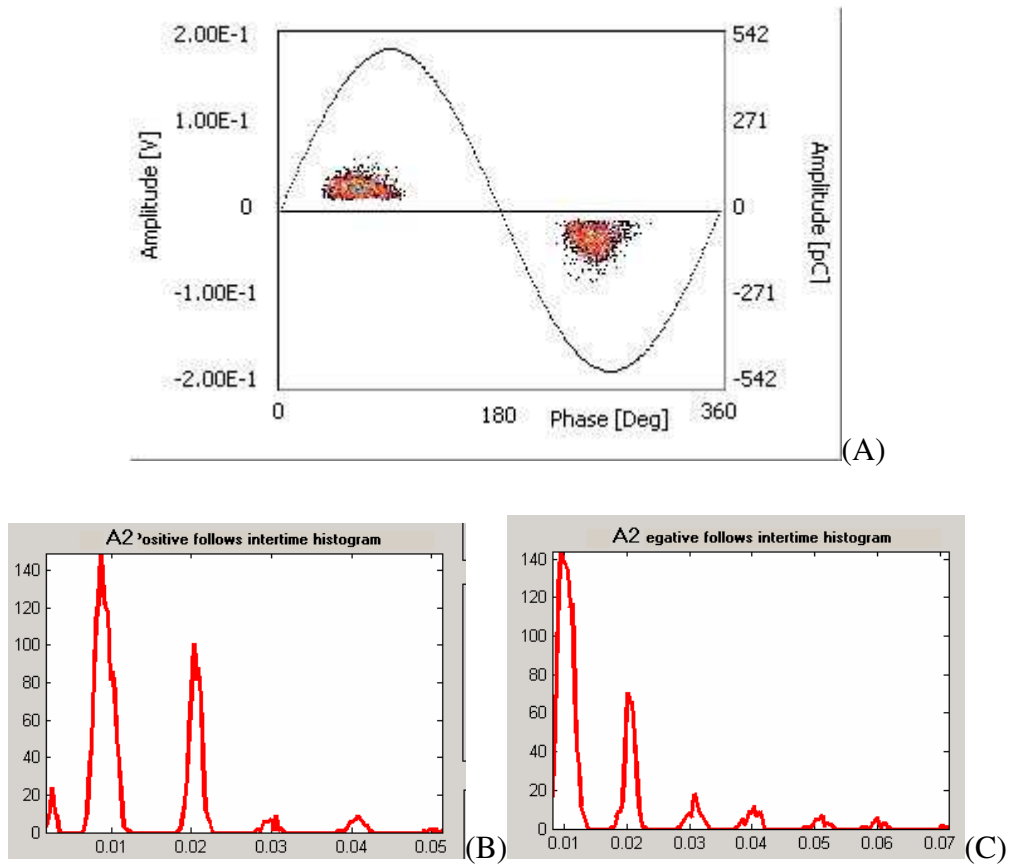 2.00E-1 542
1.00E-1 271
Amplitude [V]
0 0
Amplitude [pC]
-1.00E-1 -271
-2.00E-1 -542
0 180 Phase [Deg] 360
(A)
A2 Positive follows intertime histogram
140
120
100
80
60
40
20
0
0.01 0.02 0.03 0.04 0.05
(B)
A2 egative follows intertime histogram
140
120
100
80
60
40
20
0
0.01 0.02 0.03 0.04 0.05 0.06 0.07
(C)